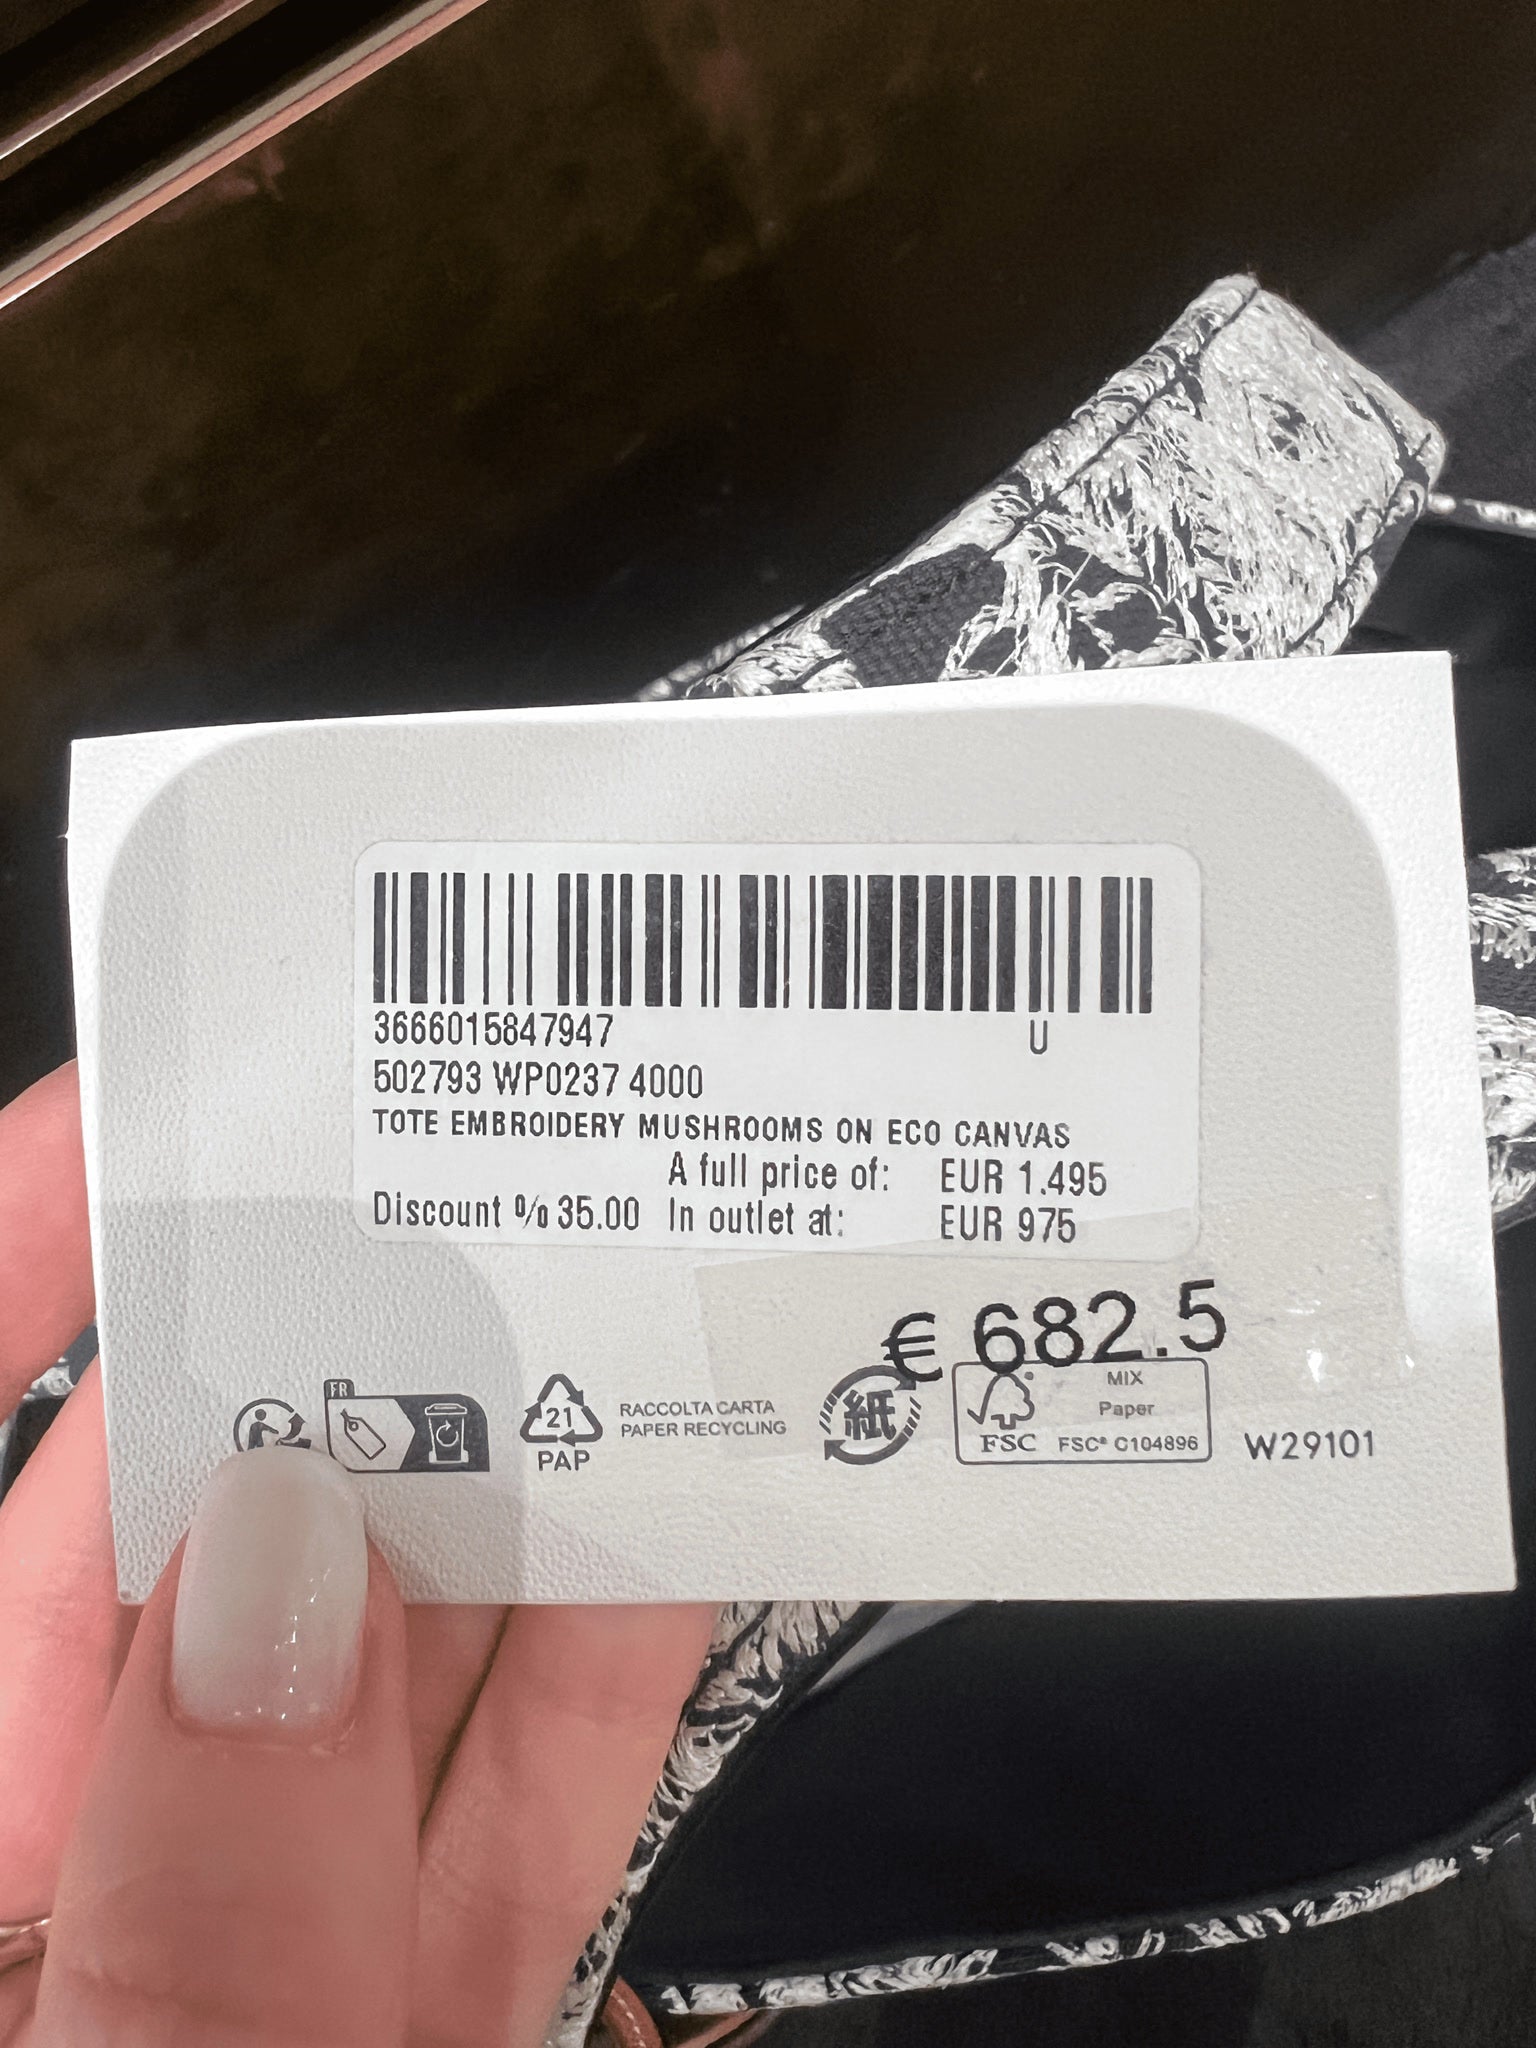 3666015847947 U
502793 WP0237 4000
TOTE EMBROIDERY MUSHROOMS ON ECO CANVAS
A full price of: EUR 1.495
Discount % 35.00 In outlet at: EUR 975
€ 682.5
FR
21
PAP
RACCOLTA CARTA
PAPER RECYCLING
紙
MIX
Paper
FSC FSC® C104896
W29101